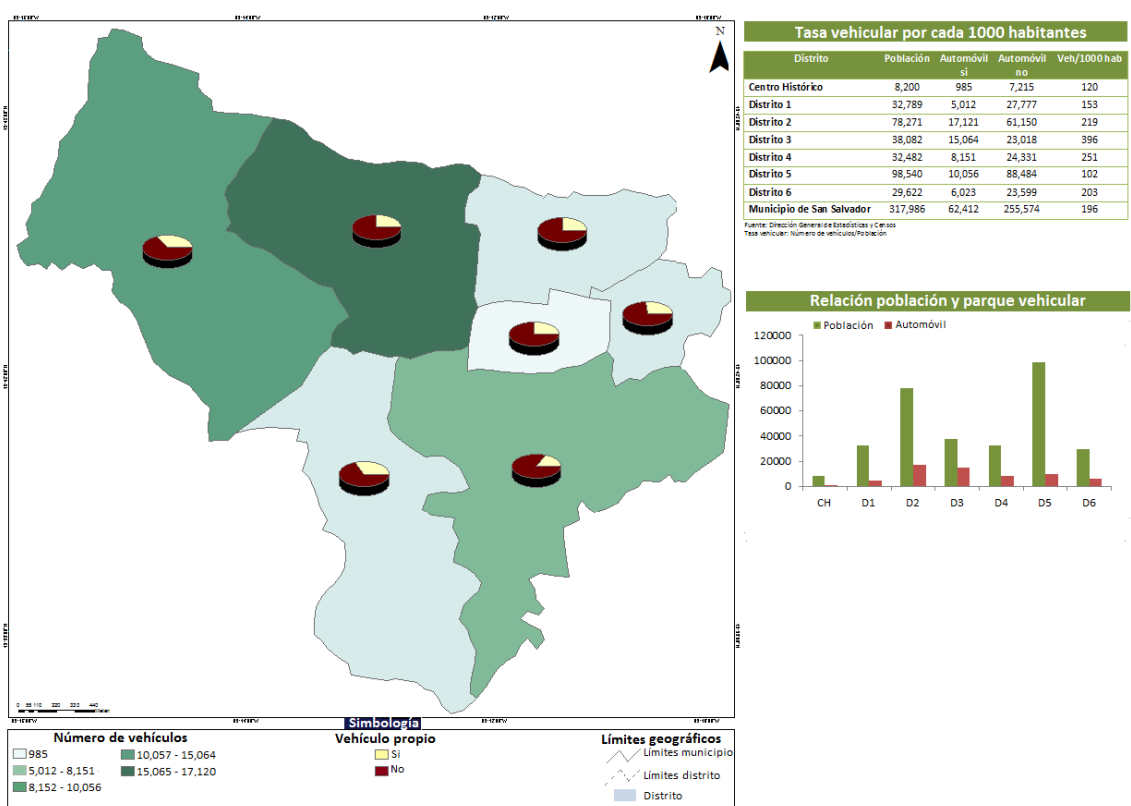 N
Tasa vehicular por cada 1000 habitantes
Distrito Población Automóvil si Automóvil no Veh/1000 hab
Centro Histórico 8,200 985 7,215 120
Distrito 1 32,789 5,012 27,777 153
Distrito 2 78,271 17,121 61,150 219
Distrito 3 38,082 15,064 23,018 396
Distrito 4 32,482 8,151 24,331 251
Distrito 5 98,540 10,056 88,484 102
Distrito 6 29,622 6,023 23,599 203
Municipio de San Salvador 317,986 62,412 255,574 196
Fuente: Dirección General de Estadísticas y Censos
Tasa vehicular: Número de vehículos/Población
Relación población y parque vehicular
Población Automóvil
120000
100000
80000
60000
40000
20000
0
CH D1 D2 D3 D4 D5 D6
Simbología
Número de vehículos
985
5,012 - 8,151
8,152 - 10,056
10,057 - 15,064
15,065 - 17,120
Vehículo propio
Si
No
Límites geográficos
Límites municipio
Límites distrito
Distrito